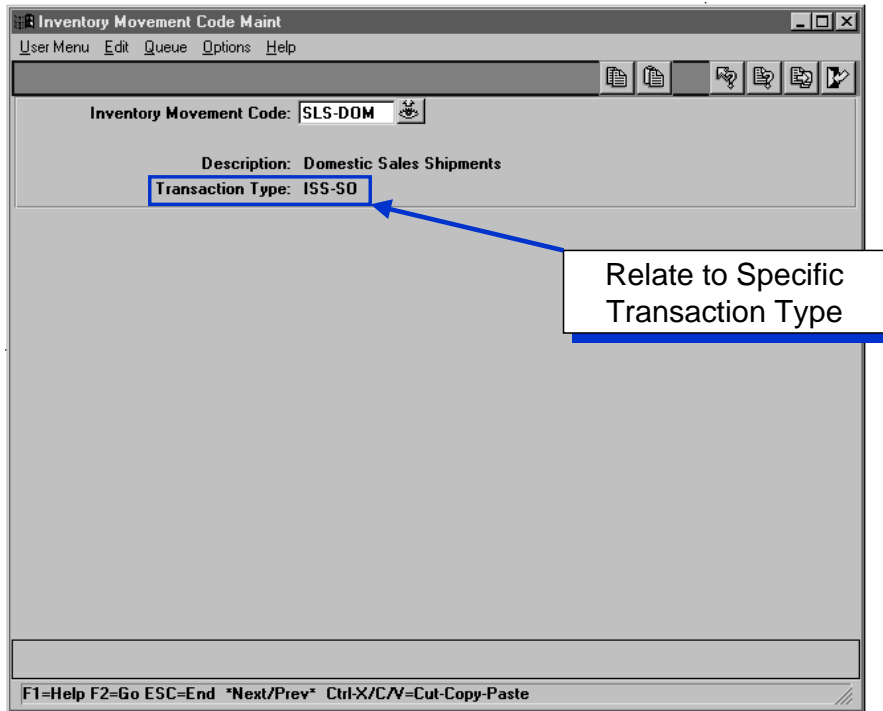 Inventory Movement Code Maint
User Menu Edit Queue Options Help
Inventory Movement Code: SLS-DOM
Description: Domestic Sales Shipments
Transaction Type: ISS-SO
Relate to Specific
Transaction Type
F1=Help F2=Go ESC=End *Next/Prev* Ctrl-X/C/V=Cut-Copy-Paste